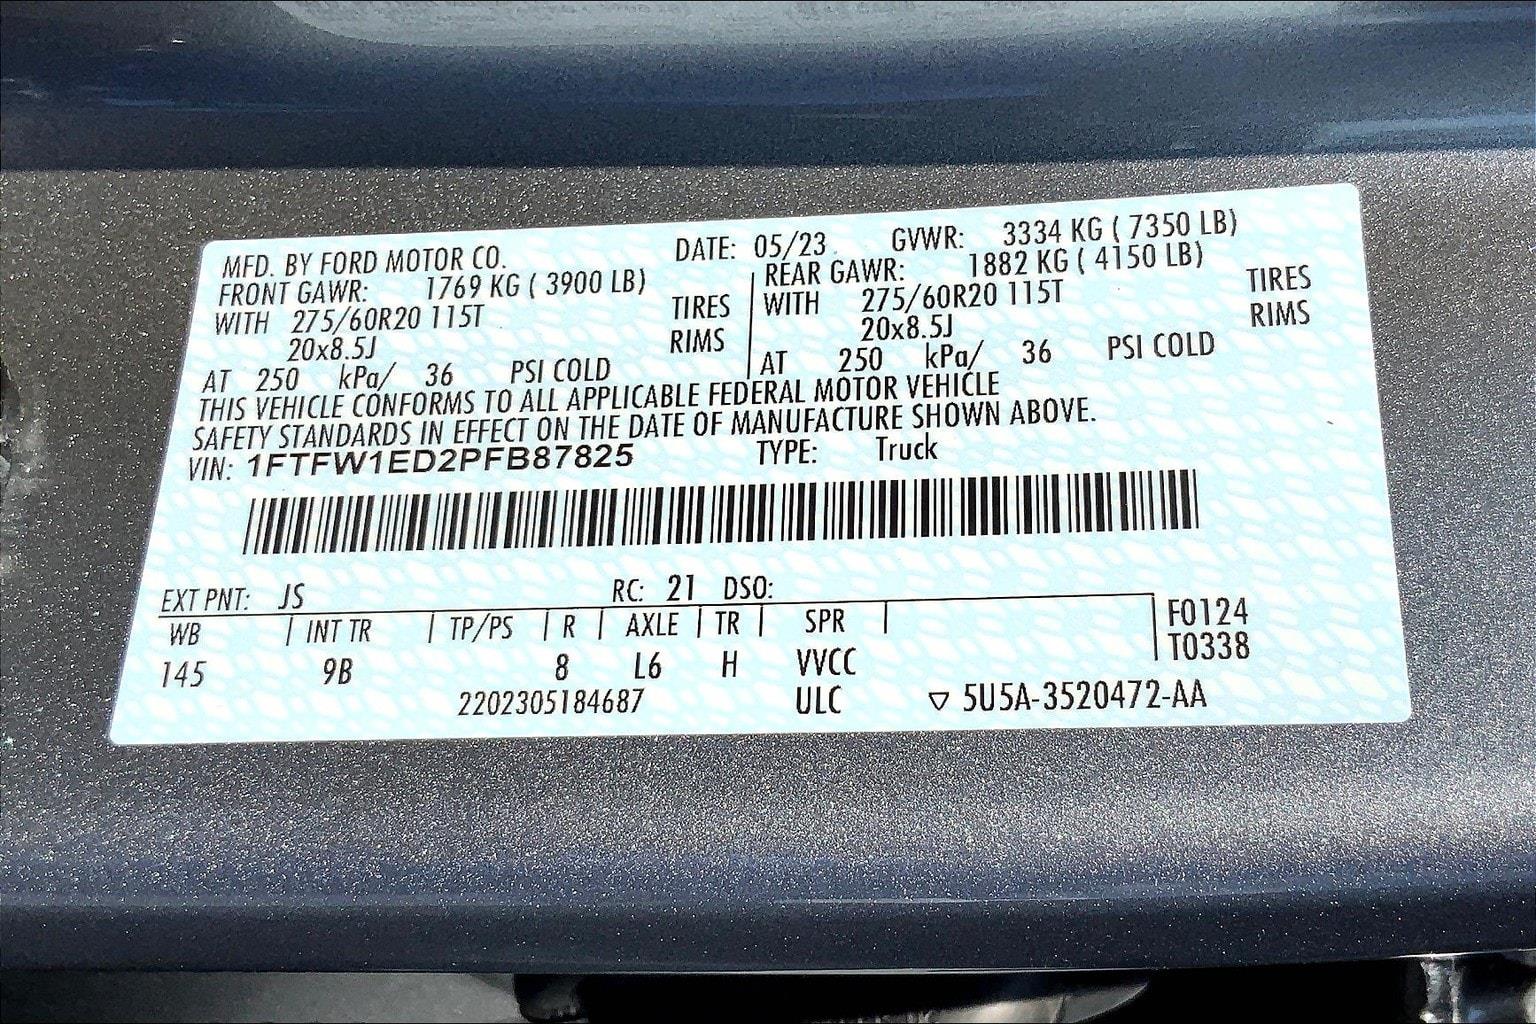 MFD. BY FORD MOTOR CO. DATE: 05/23 GVWR: 3334 KG ( 7350 LB)
FRONT GAWR: 1769 KG ( 3900 LB) REAR GAWR: 1882 KG ( 4150 LB)
WITH 275/60R20 115T TIRES WITH 275/60R20 115T TIRES
20x8.5J RIMS 20x8.5J RIMS
AT 250 kPa/ 36 PSI COLD AT 250 kPa/ 36 PSI COLD
THIS VEHICLE CONFORMS TO ALL APPLICABLE FEDERAL MOTOR VEHICLE
SAFETY STANDARDS IN EFFECT ON THE DATE OF MANUFACTURE SHOWN ABOVE.
VIN: 1FTFW1ED2PFB87825 TYPE: Truck
EXT PNT: JS RC: 21 DSO:
WB | INT TR | TP/PS | R | AXLE | TR | SPR | F0124
T0338
145 9B 8 L6 H VVCC
2202305184687 ULC ▽ 5U5A-3520472-AA